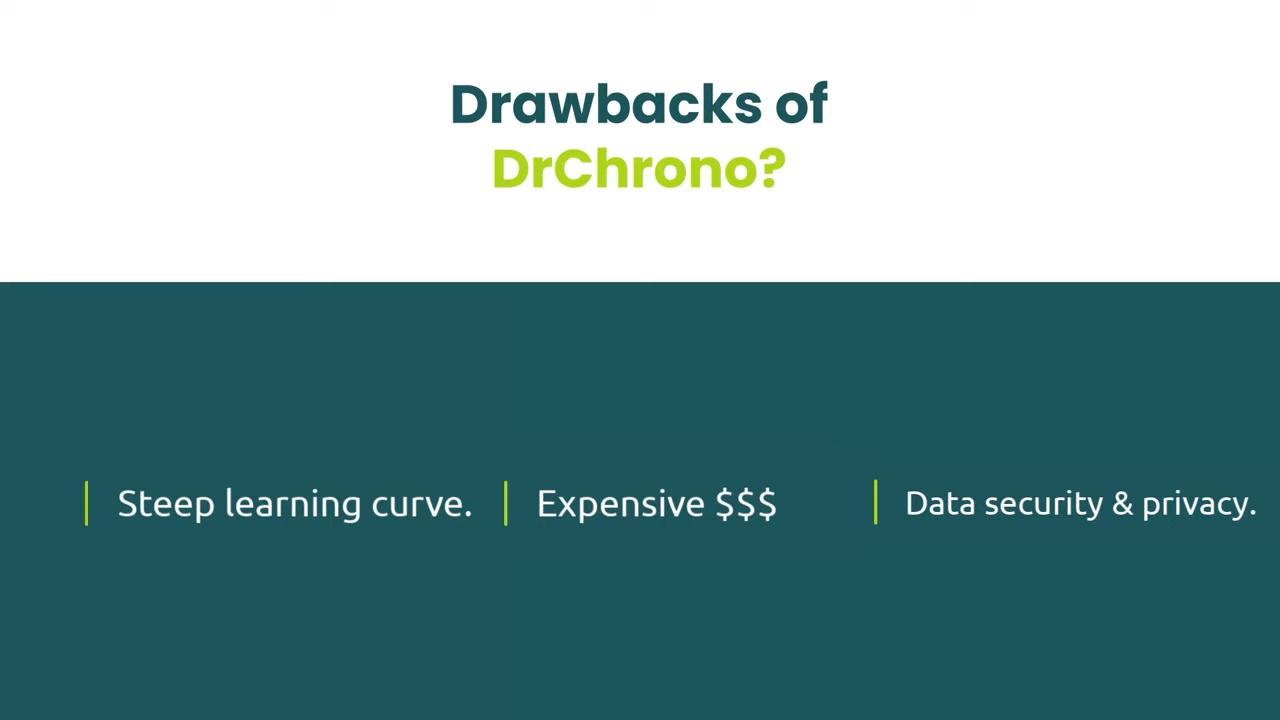 Drawbacks of
DrChrono?
Steep learning curve.
Expensive $$$
Data security & privacy.